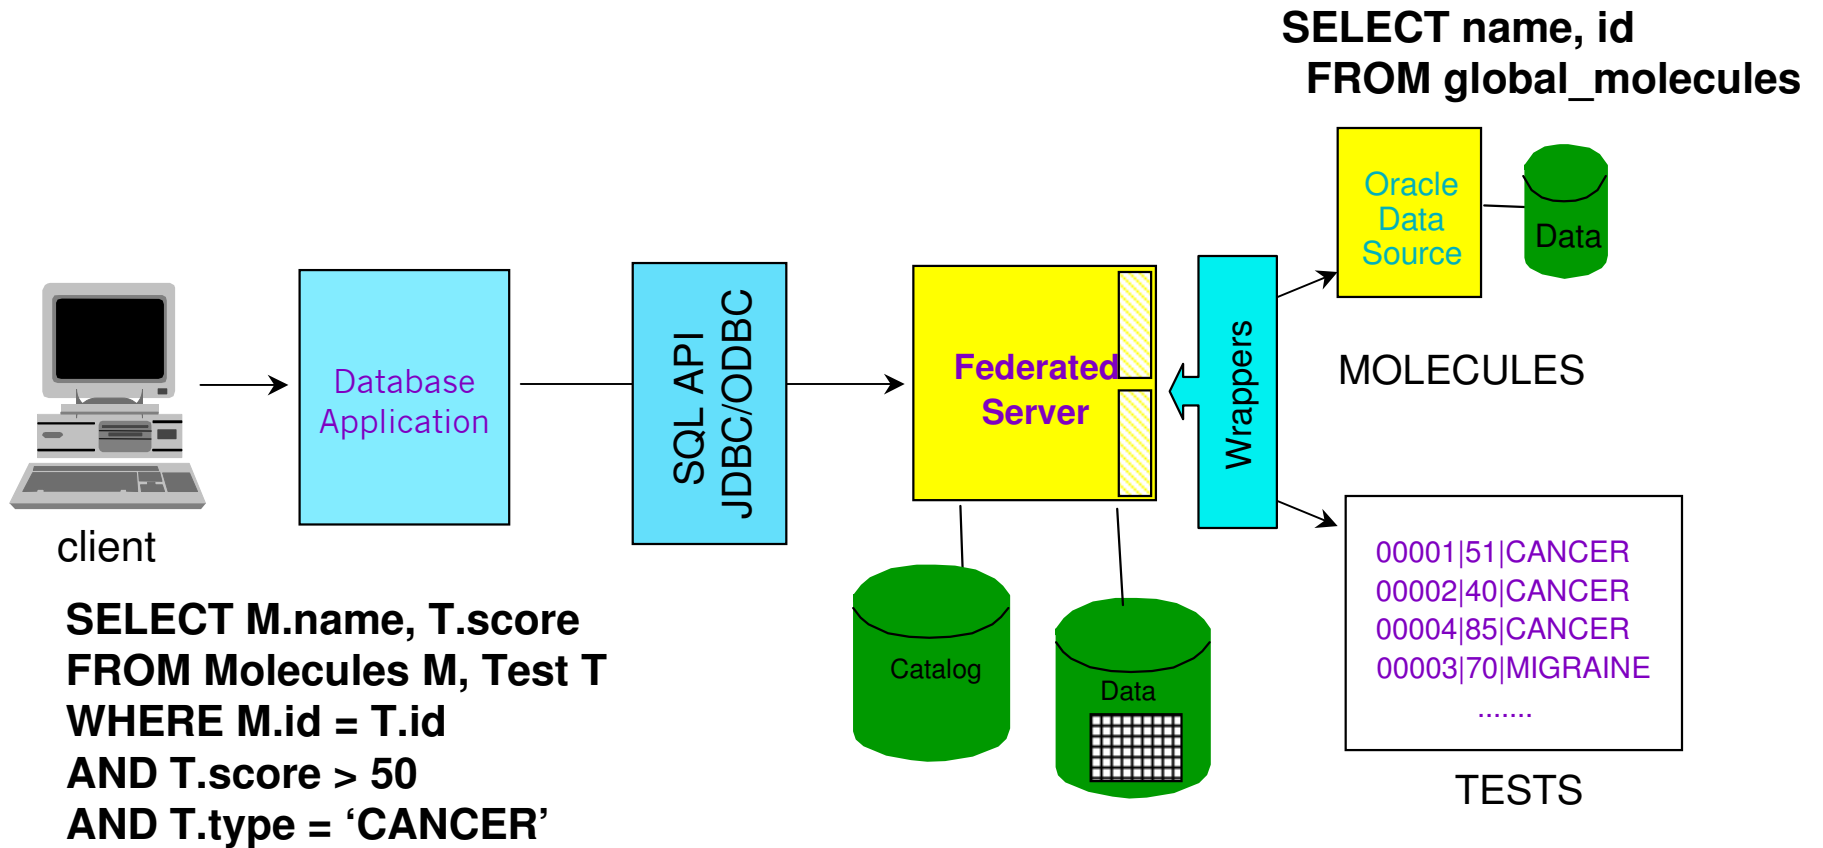 SELECT name, id
FROM global_molecules
Oracle
Data
Source
Data
MOLECULES
Database
Application
SQL API
JDBC/ODBC
Federated
Server
Wrappers
client
Catalog
Data
00001|51|CANCER
00002|40|CANCER
00004|85|CANCER
00003|70|MIGRAINE
.......
TESTS
SELECT M.name, T.score
FROM Molecules M, Test T
WHERE M.id = T.id
AND T.score > 50
AND T.type = ‘CANCER’